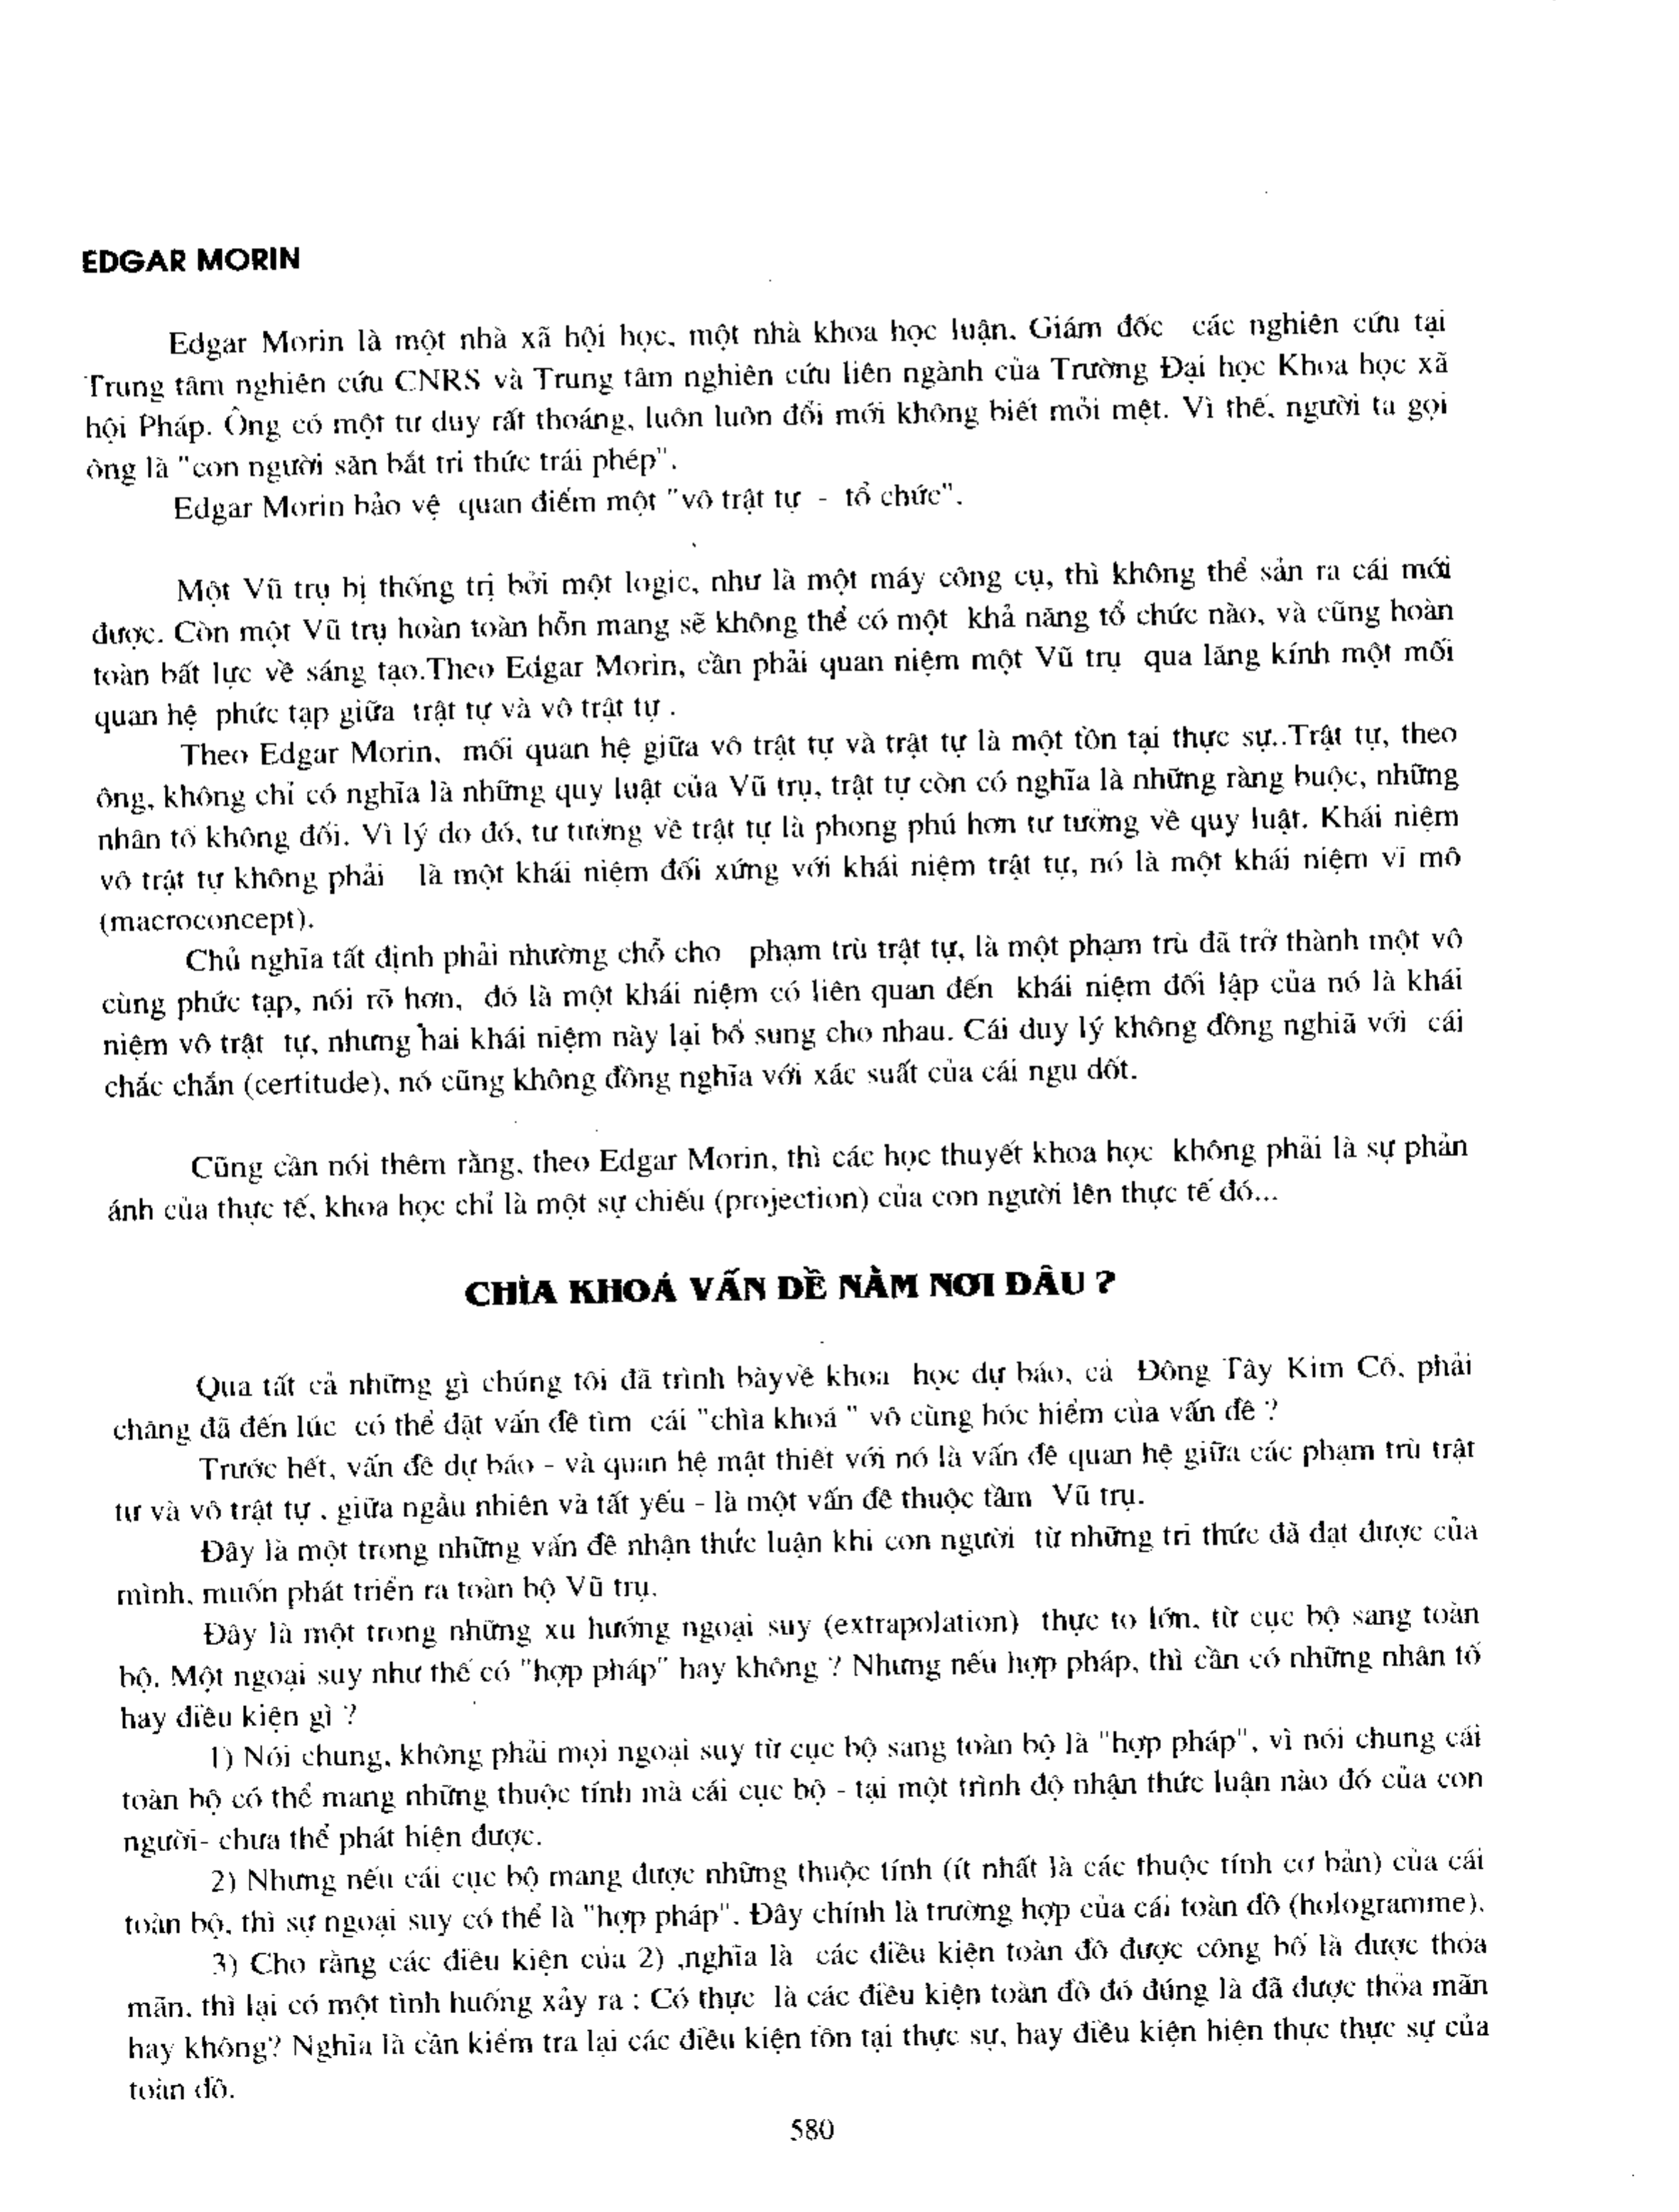 EDGAR MORIN
Edgar Morin là một nhà xã hội học, một nhà khoa học luận. Giám đốc các nghiên cứu tại
Trung tâm nghiên cứu CNRS và Trung tâm nghiên cứu liên ngành của Trường Đại học Khoa học xã
hội Pháp. Ông có một tư duy rất thoáng, luôn luôn đổi mới không biết mỏi mệt. Vì thế, người ta gọi
ông là "con người săn bắt tri thức trái phép".
Edgar Morin bảo vệ quan điểm một "vô trật tự - tổ chức".
Một Vũ trụ bị thống trị bởi một logic, như là một máy công cụ, thì không thể sản ra cái mới
được. Còn một Vũ trụ hoàn toàn hỗn mang sẽ không thể có một khả năng tổ chức nào, và cũng hoàn
toàn bất lực về sáng tạo.Theo Edgar Morin, cần phải quan niệm một Vũ trụ qua lăng kính một mối
quan hệ phức tạp giữa trật tự và vô trật tự .
Theo Edgar Morin, mối quan hệ giữa vô trật tự và trật tự là một tồn tại thực sự..Trật tự, theo
ông, không chỉ có nghĩa là những quy luật của Vũ trụ, trật tự còn có nghĩa là những ràng buộc, những
nhân tố không đổi. Vì lý do đó, tư tưởng về trật tự là phong phú hơn tư tưởng về quy luật. Khái niệm
vô trật tự không phải là một khái niệm đối xứng với khái niệm trật tự, nó là một khái niệm vĩ mô
(macroconcept).
Chủ nghĩa tất định phải nhường chỗ cho phạm trù trật tự, là một phạm trù đã trở thành một vô
cùng phức tạp, nói rõ hơn, đó là một khái niệm có liên quan đến khái niệm đối lập của nó là khái
niệm vô trật tự, nhưng hai khái niệm này lại bổ sung cho nhau. Cái duy lý không đồng nghiã với cái
chắc chắn (certitude), nó cũng không đồng nghĩa với xác suất của cái ngu dốt.
Cũng cần nói thêm rằng, theo Edgar Morin, thì các học thuyết khoa học không phải là sự phản
ánh của thực tế, khoa học chỉ là một sự chiếu (projection) của con người lên thực tế đó...
CHÌA KHOÁ VẤN ĐỀ NẰM NƠI ĐÂU ?
Qua tất cả những gì chúng tôi đã trình bàyvề khoa học dự báo, cả Đông Tây Kim Cổ, phải
chăng đã đến lúc có thể đặt vấn đề tìm cái "chìa khoá " vô cùng hóc hiểm của vấn đề ?
Trước hết, vấn đề dự báo - và quan hệ mật thiết với nó là vấn đề quan hệ giữa các phạm trù trật
tư và vô trật tự , giữa ngẫu nhiên và tất yếu - là một vấn đề thuộc tầm Vũ trụ.
Đây là một trong những vấn đề nhận thức luận khi con người từ những tri thức đã đạt được của
mình, muốn phát triển ra toàn bộ Vũ trụ.
Đây là một trong những xu hướng ngoại suy (extrapolation) thực to lớn, từ cục bộ sang toàn
bộ. Một ngoại suy như thế có "hợp pháp" hay không ? Nhưng nếu hợp pháp, thì cần có những nhân tố
hay điều kiện gì ?
1) Nói chung, không phải mọi ngoại suy từ cục bộ sang toàn bộ là "hợp pháp", vì nói chung cái
toàn bộ có thể mang những thuộc tính mà cái cục bộ - tại một trình độ nhận thức luận nào đó của con
người- chưa thể phát hiện được.
2) Nhưng nếu cái cục bộ mang được những thuộc tính (ít nhất là các thuộc tính cơ bản) của cái
toàn bộ, thì sự ngoại suy có thể là "hợp pháp". Đây chính là trường hợp của cái toàn đồ (hologramme).
3) Cho rằng các điều kiện của 2) ,nghĩa là các điều kiện toàn đồ được công bố là được thỏa
mãn, thì lại có một tình huống xảy ra : Có thực là các điều kiện toàn đồ đó đúng là đã được thỏa mãn
hay không? Nghĩa là cần kiểm tra lại các điều kiện tồn tại thực sự, hay điều kiện hiện thực thực sự của
toàn đồ.
580